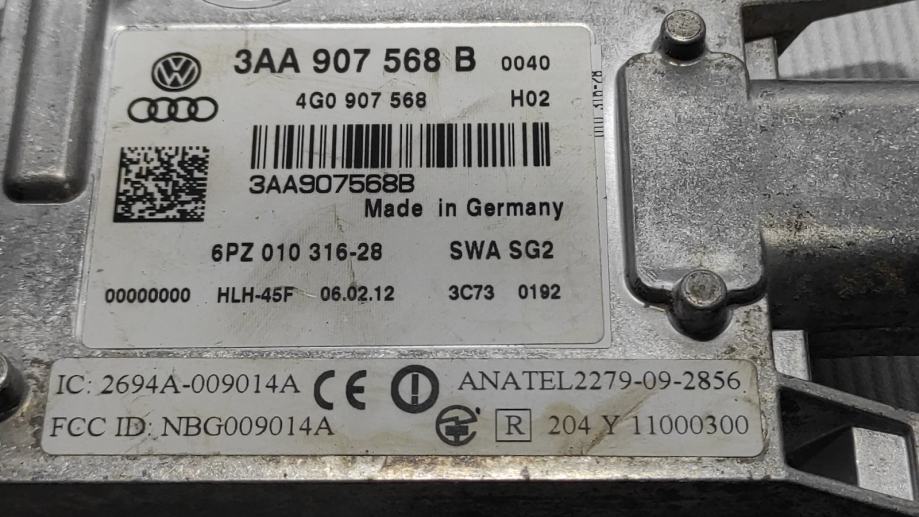 3AA 907 568 B 0040
4G0 907 568 H02
3AA907568B
Made in Germany
6PZ 010 316-28 SWA SG2
00000000 HLH-45F 06.02.12 3C73 0192
IC: 2694A-009014A CE ANATEL2279-09-2856
FCC ID: NBG009014A R 204 Y 11000300